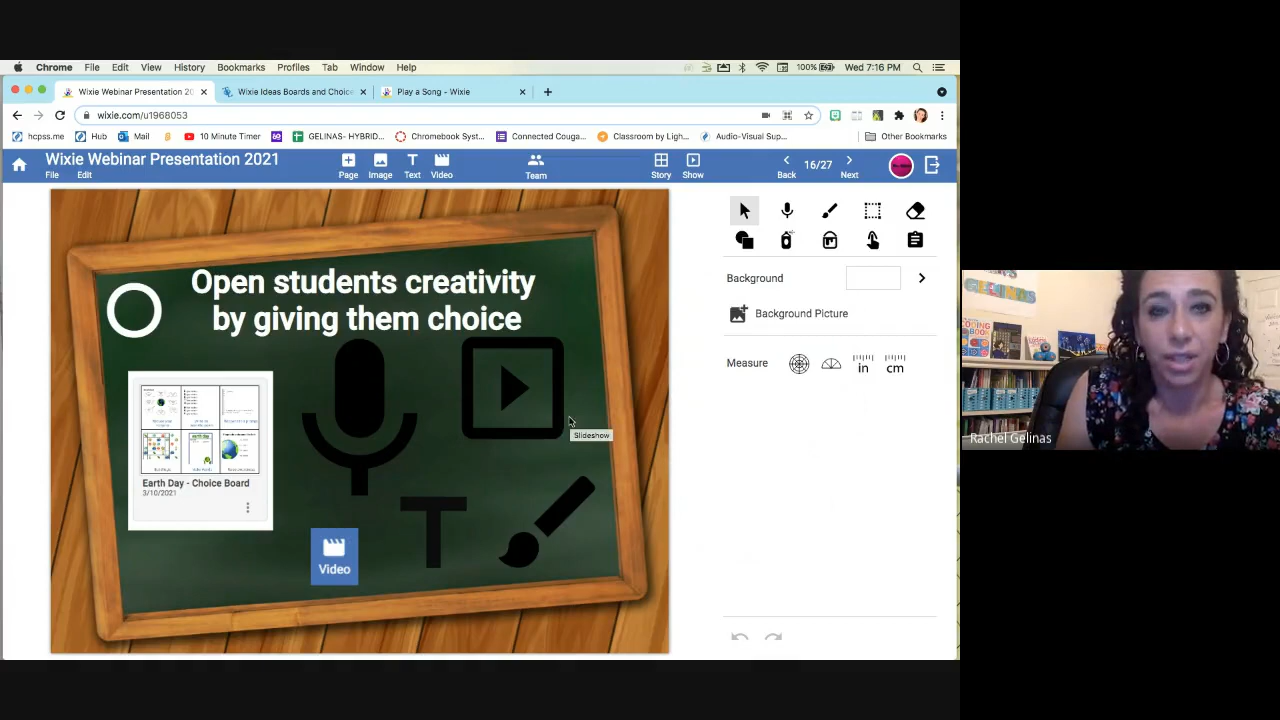 Chrome File Edit View History Bookmarks Profiles Tab Window Help 100% Wed 7:16 PM
Wixie Webinar Presentation 20 Wixie Ideas Boards and Choice Play a Song - Wixie
wixie.com/u1968053
hcpss.me Hub Mail 10 Minute Timer GELINAS- HYBRID... Chromebook Syst... Connected Couga... Classroom by Ligh... Audio-Visual Sup... Other Bookmarks
Wixie Webinar Presentation 2021
File Edit Page Image Text Video Team Story Show Back 16/27 Next
Open students creativity
by giving them choice
Background
Background Picture
Measure in cm
Slideshow
Earth Day - Choice Board
3/10/2021
T
Video
Rachel Gelinas
GELINAS